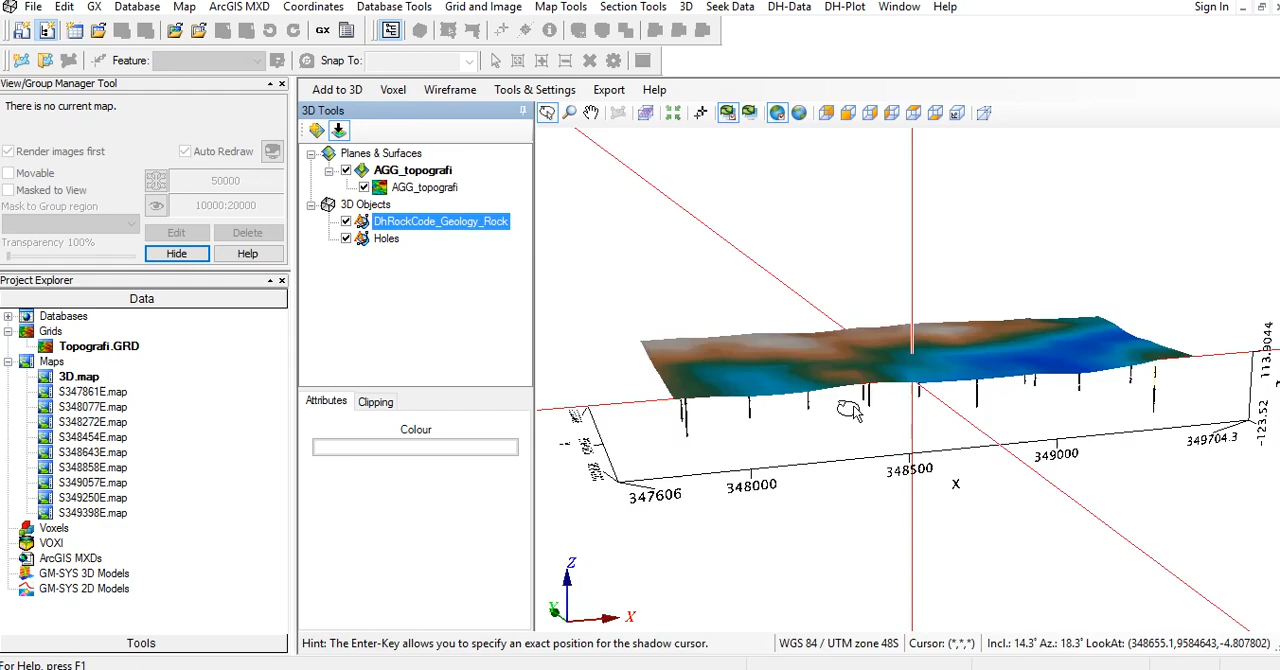 File Edit GX Database Map ArcGIS MXD Coordinates Database Tools Grid and Image Map Tools Section Tools 3D Seek Data DH-Data DH-Plot Window Help Sign In
GX
Feature: Snap To:
View/Group Manager Tool
There is no current map.
Render images first Auto Redraw
Movable
50000
Masked to View
Mask to Group region
10000:20000
Transparency 100%
Edit Delete
Hide Help
Project Explorer
Data
Databases
Grids
Topografi.GRD
Maps
3D.map
S347861E.map
S348077E.map
S348272E.map
S348454E.map
S348643E.map
S348858E.map
S349057E.map
S349250E.map
S349398E.map
Voxels
VOXI
ArcGIS MXDs
GM-SYS 3D Models
GM-SYS 2D Models
Tools
For Help, press F1
Add to 3D Voxel Wireframe Tools & Settings Export Help
3D Tools
Planes & Surfaces
AGG_topografi
AGG_topografi
3D Objects
DhRockCode_Geology_Rock
Holes
Attributes Clipping
Colour
113.9044
-123.52
347606
348000
348500
349000
349704.3
X
Z
Y
X
Hint: The Enter-Key allows you to specify an exact position for the shadow cursor.
WGS 84 / UTM zone 48S
Cursor: (*,*,*)
Incl.: 14.3° Az.: 18.3° LookAt: (348655.1,9584643,-4.807802)